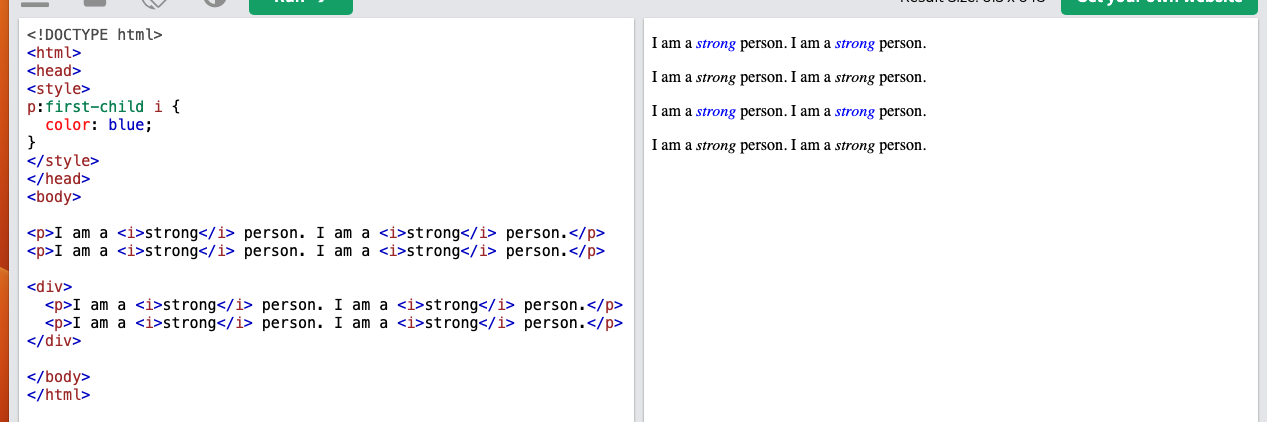 <!DOCTYPE html>
<html>
<head>
<style>
p:first-child i {
  color: blue;
}
</style>
</head>
<body>
<p>I am a <i>strong</i> person. I am a <i>strong</i> person.</p>
<p>I am a <i>strong</i> person. I am a <i>strong</i> person.</p>
<div>
  <p>I am a <i>strong</i> person. I am a <i>strong</i> person.</p>
  <p>I am a <i>strong</i> person. I am a <i>strong</i> person.</p>
</div>
</body>
</html>
I am a strong person. I am a strong person.
I am a strong person. I am a strong person.
I am a strong person. I am a strong person.
I am a strong person. I am a strong person.